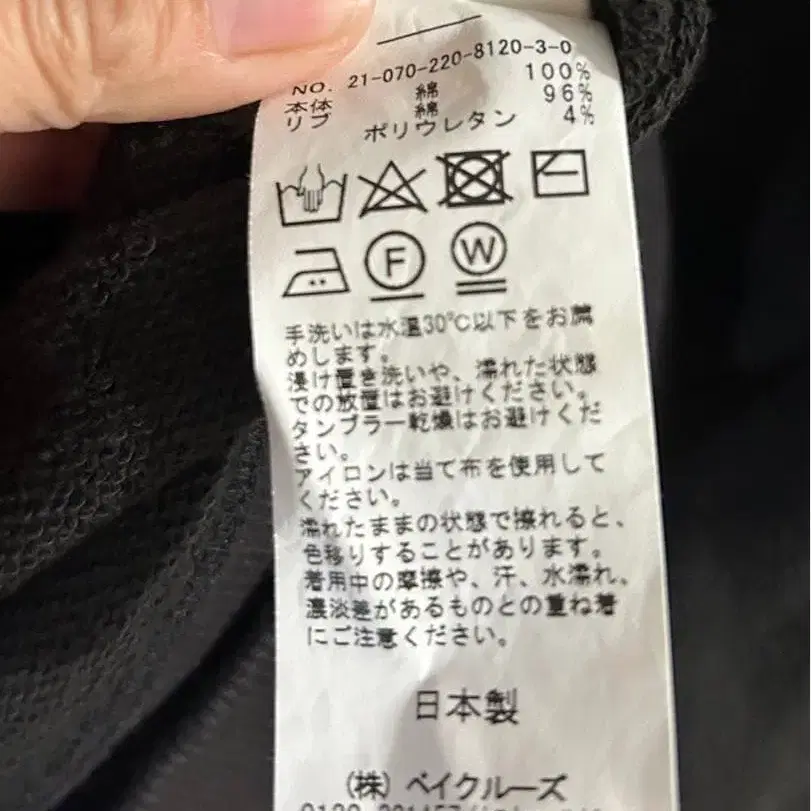 NO. 21-070-220-8120-3-0
本体 綿 100%
リブ 綿 96%
ポリウレタン 4%
F W
手洗いは水温30℃以下をお薦
めします。
浸け置き洗いや、濡れた状態
での放置はお避けください。
タンブラー乾燥はお避けくだ
さい。
アイロンは当て布を使用して
ください。
濡れたままの状態で擦れると、
色移りすることがあります。
着用中の摩擦や、汗、水濡れ、
濃淡差があるものとの重ね着
にご注意ください。
日本製
(株) ベイクルーズ